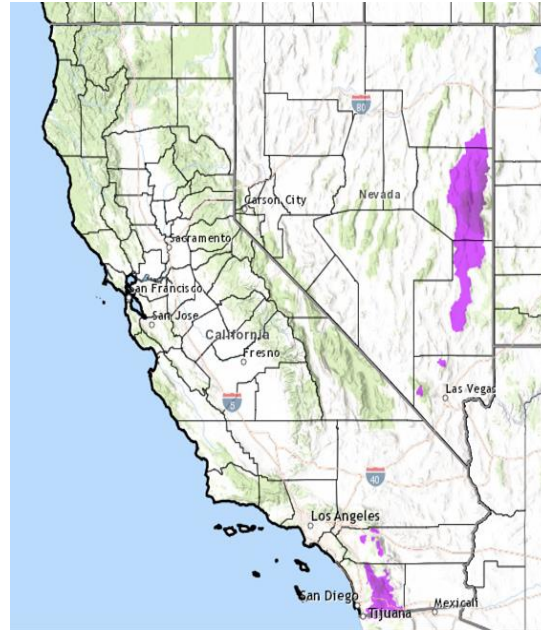 80
Nevada
Carson City
Sacramento
San Francisco
San Jose
California
Fresno
5
Las Vegas
40
Los Angeles
San Diego
Mexicali
Tijuana